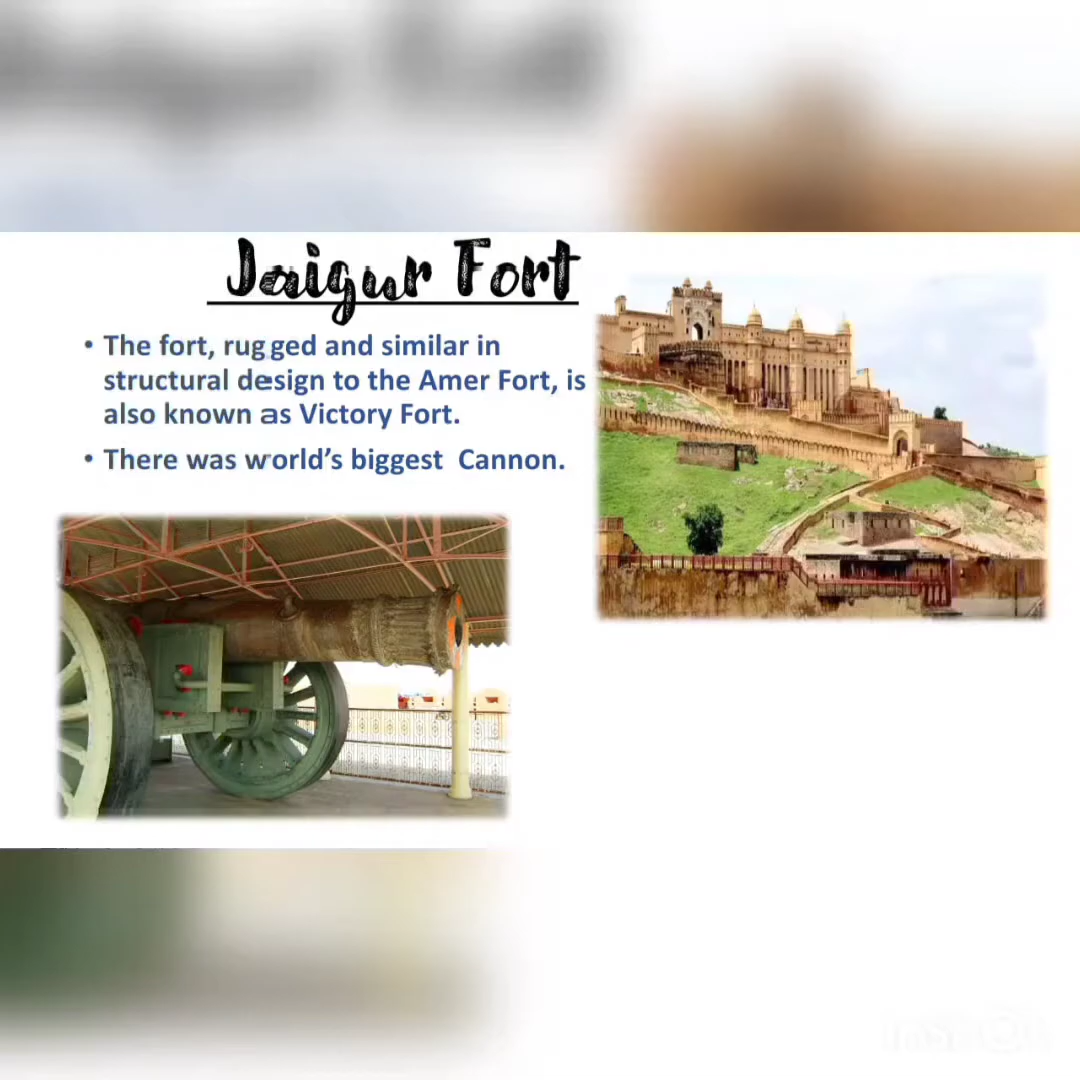 Jaigur Fort
• The fort, rugged and similar in
structural design to the Amer Fort, is
also known as Victory Fort.
• There was world's biggest Cannon.